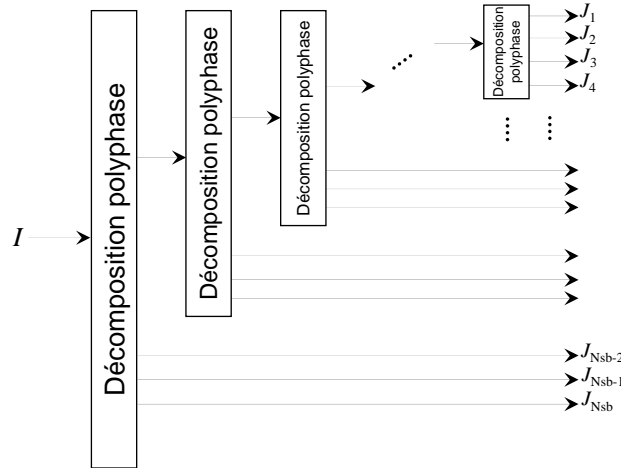 I
Décomposition polyphase
Décomposition polyphase
Décomposition polyphase
Décomposition
polyphase
J1
J2
J3
J4
JNsb-2
JNsb-1
JNsb